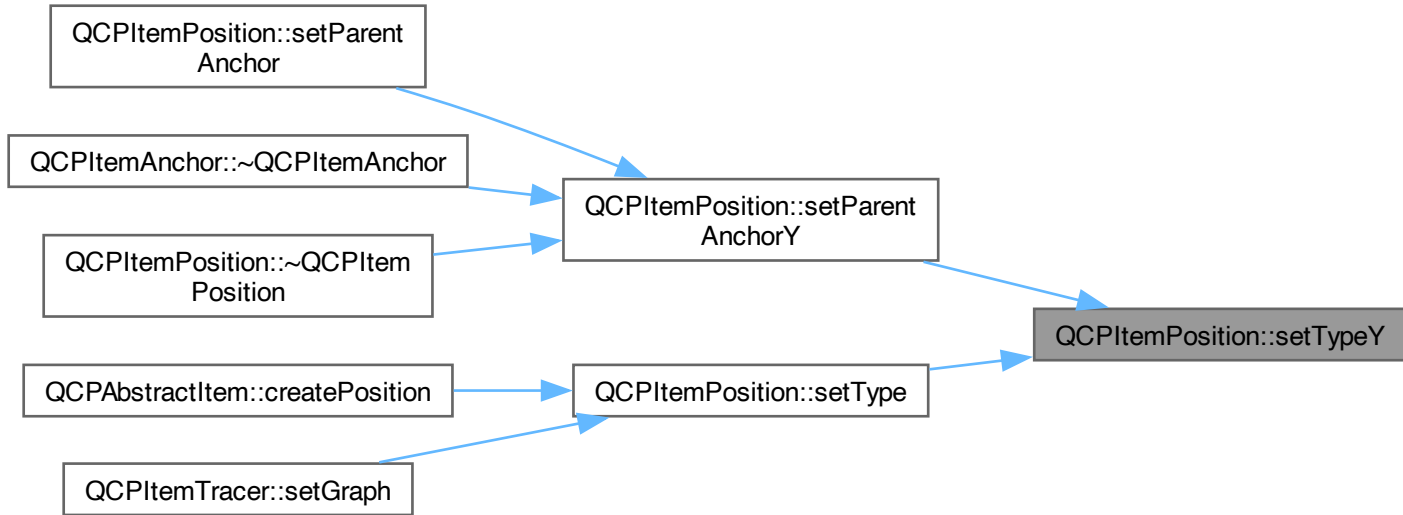 QCPItemPosition::setParent
Anchor
QCPItemAnchor::~QCPItemAnchor
QCPItemPosition::~QCPItem
Position
QCPItemPosition::setParent
AnchorY
QCPItemPosition::setTypeY
QCPAbstractItem::createPosition
QCPItemPosition::setType
QCPItemTracer::setGraph